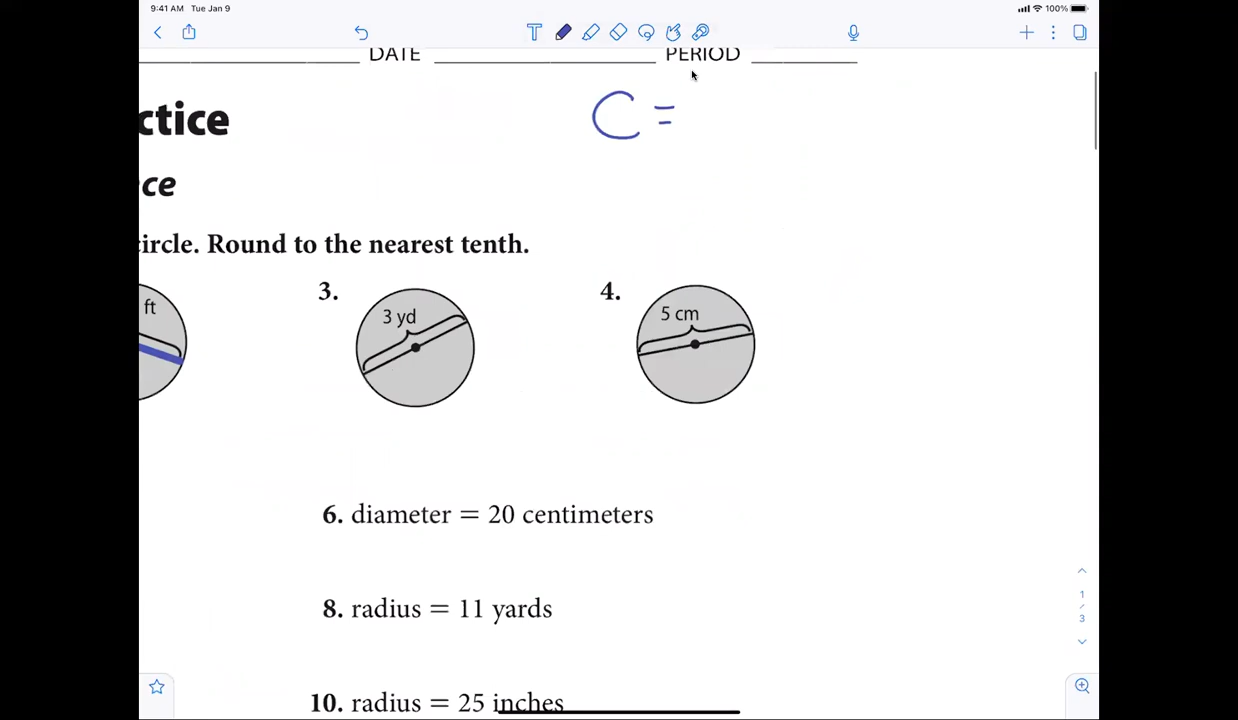 9:41 AM Tue Jan 9
100%
DATE PERIOD
C =
ctice
ce
circle. Round to the nearest tenth.
ft
3. 3 yd
4. 5 cm
6. diameter = 20 centimeters
8. radius = 11 yards
10. radius = 25 inches
1
/
3